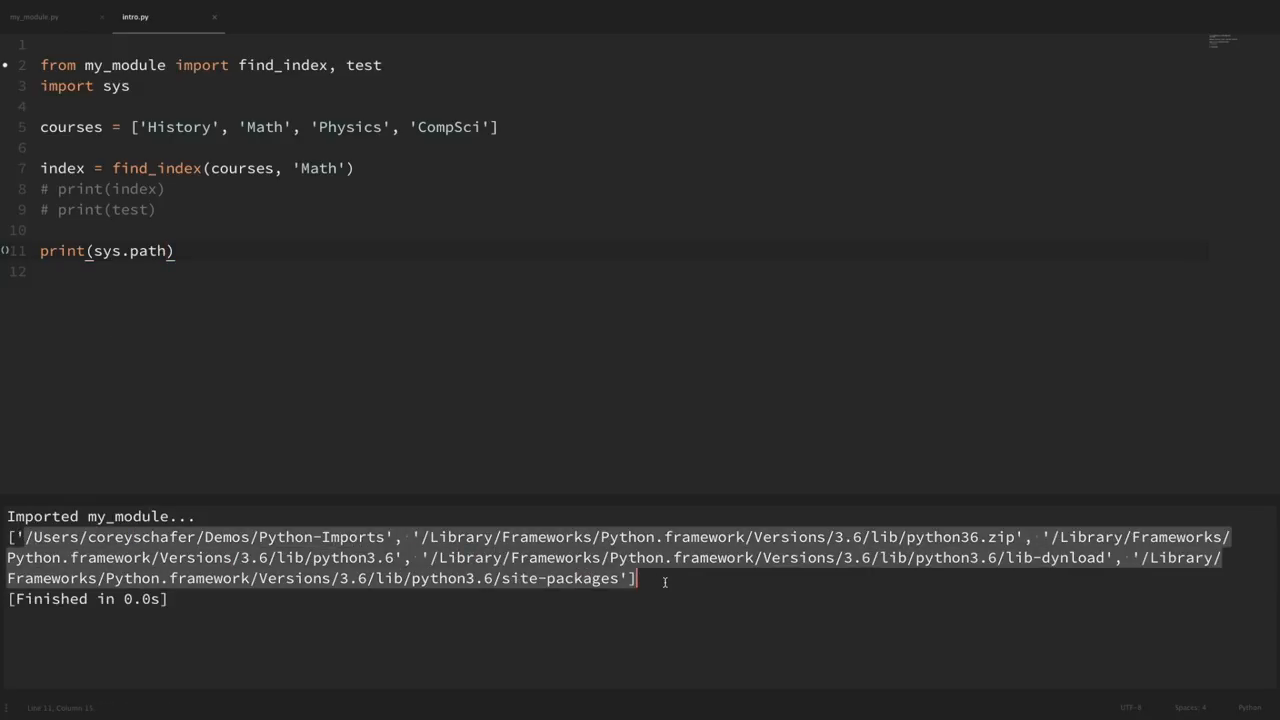 my_module.py × intro.py ×
1
2 from my_module import find_index, test
3 import sys
4
5 courses = ['History', 'Math', 'Physics', 'CompSci']
6
7 index = find_index(courses, 'Math')
8 # print(index)
9 # print(test)
10
11 print(sys.path)
12
Imported my_module...
['/Users/coreyschafer/Demos/Python-Imports', '/Library/Frameworks/Python.framework/Versions/3.6/lib/python36.zip', '/Library/Frameworks/
Python.framework/Versions/3.6/lib/python3.6', '/Library/Frameworks/Python.framework/Versions/3.6/lib/python3.6/lib-dynload', '/Library/
Frameworks/Python.framework/Versions/3.6/lib/python3.6/site-packages']
[Finished in 0.0s]
Line 11, Column 15 UTF-8 Spaces: 4 Python